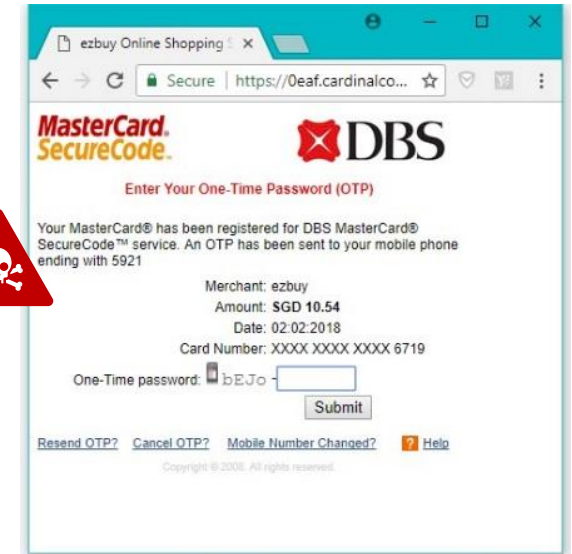 ezbuy Online Shopping S
Secure | https://0eaf.cardinalco...
MasterCard.
SecureCode.
DBS
Enter Your One-Time Password (OTP)
Your MasterCard® has been registered for DBS MasterCard®
SecureCode™ service. An OTP has been sent to your mobile phone
ending with 5921
Merchant: ezbuy
Amount: SGD 10.54
Date: 02:02:2018
Card Number: XXXX XXXX XXXX 6719
One-Time password: bEJo -
Submit
Resend OTP? Cancel OTP? Mobile Number Changed? ? Help
Copyright © 2008. All rights reserved.